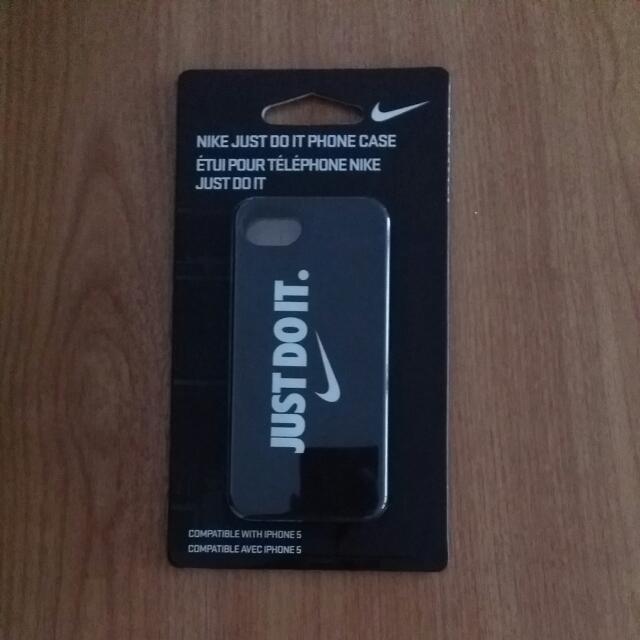 NIKE JUST DO IT PHONE CASE
ÉTUI POUR TÉLÉPHONE NIKE
JUST DO IT
JUST DO IT.
COMPATIBLE WITH IPHONE 5
COMPATIBLE AVEC IPHONE 5